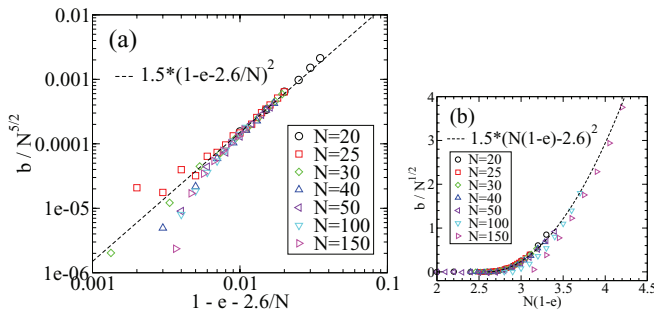 0.01
0.001
0.0001
1e-05
1e-06
b / N^{5/2}
(a)
1.5*(1-e-2.6/N)^2
N=20
N=25
N=30
N=40
N=50
N=100
N=150
0.001
0.01
0.1
1 - e - 2.6/N
4
3
2
1
0
b / N^{1/2}
(b)
1.5*(N(1-e)-2.6)^2
N=20
N=25
N=30
N=40
N=50
N=100
N=150
2
2.5
3
3.5
4
4.5
N(1-e)